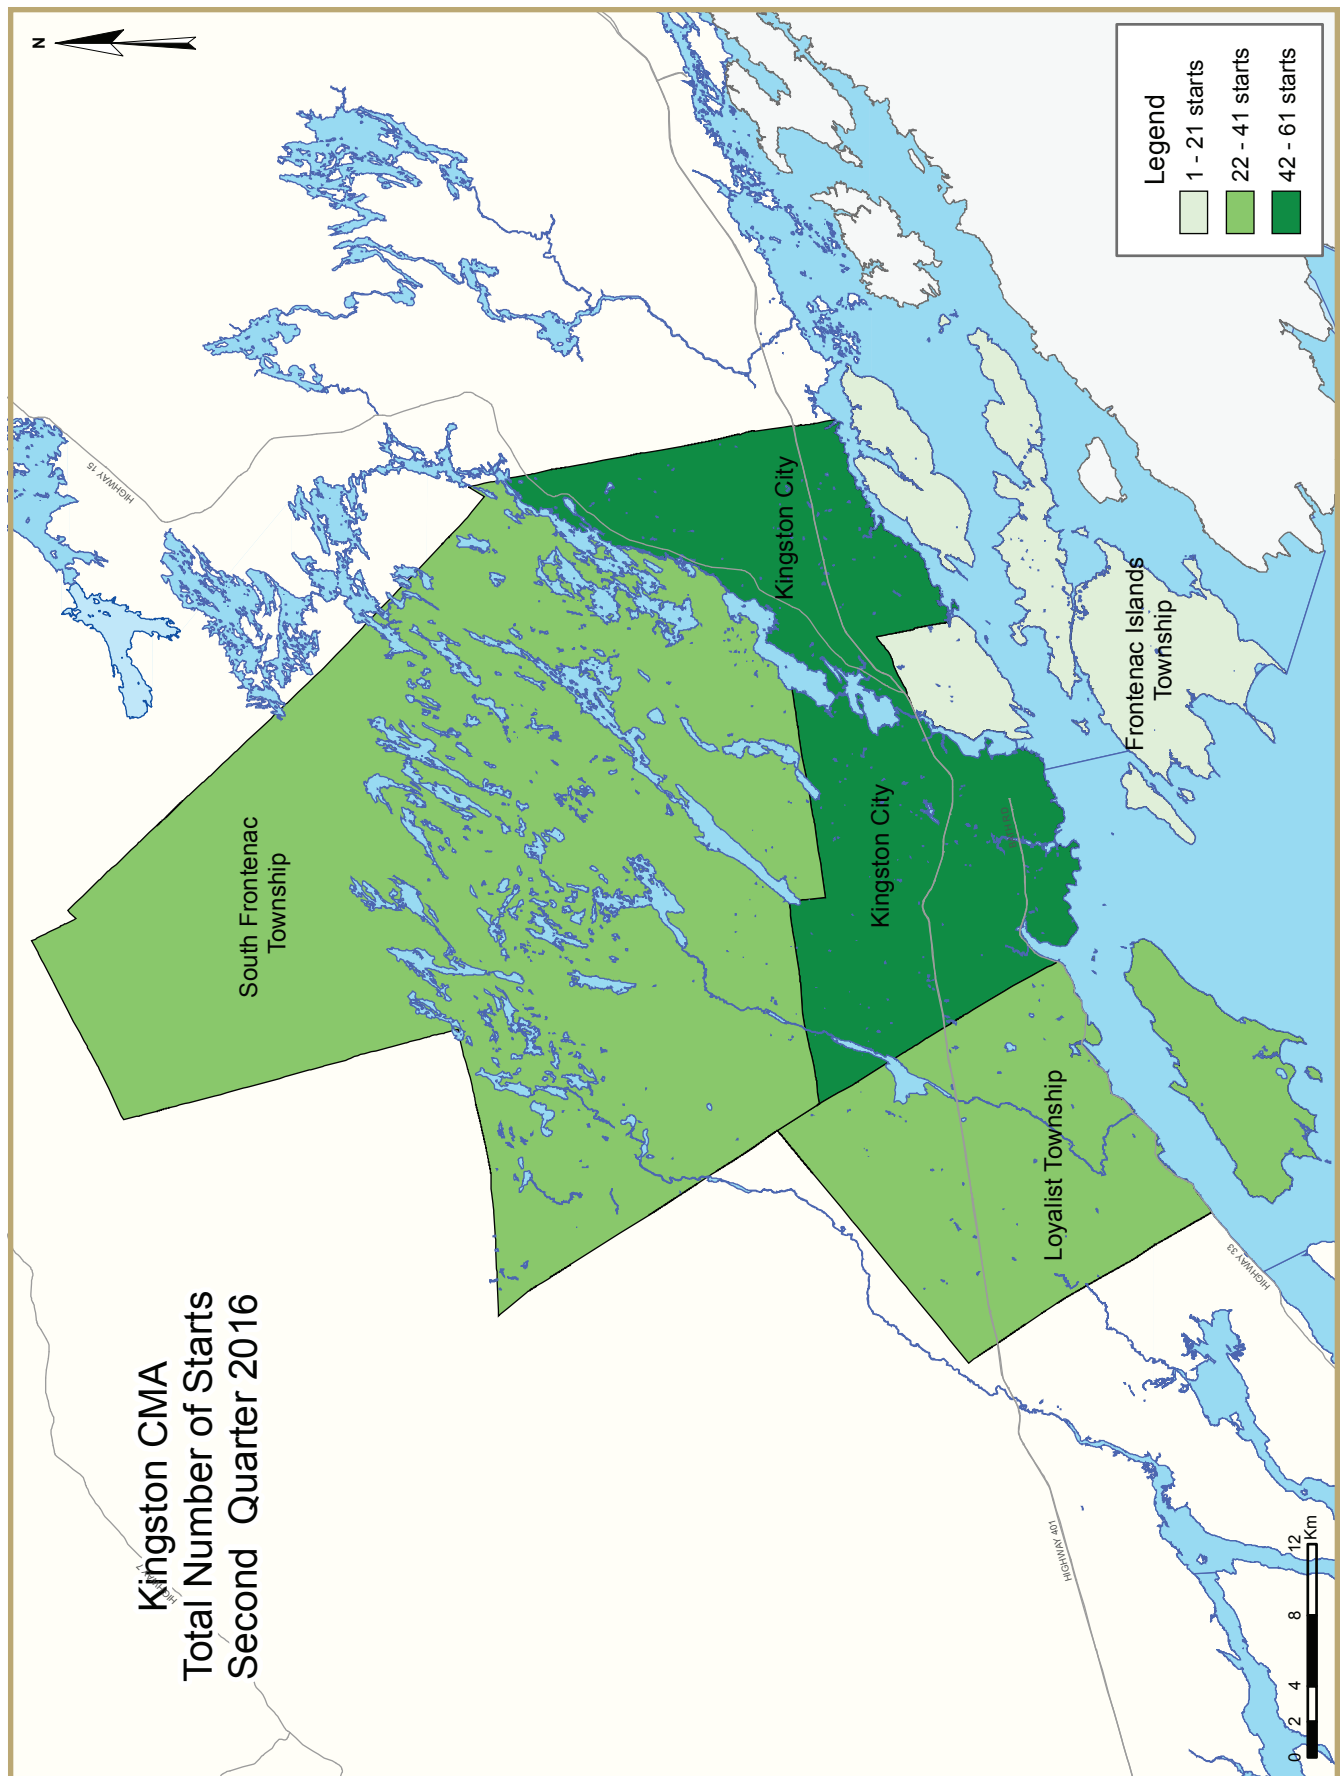 Kingston CMA
Total Number of Starts
Second Quarter 2016
N
HIGHWAY 7
HIGHWAY 15
South Frontenac
Township
Kingston City
Kingston City
Loyalist Township
Frontenac Islands
Township
HIGHWAY 33
HIGHWAY 401
Legend
1 - 21 starts
22 - 41 starts
42 - 61 starts
0 2 4 8 12
Km